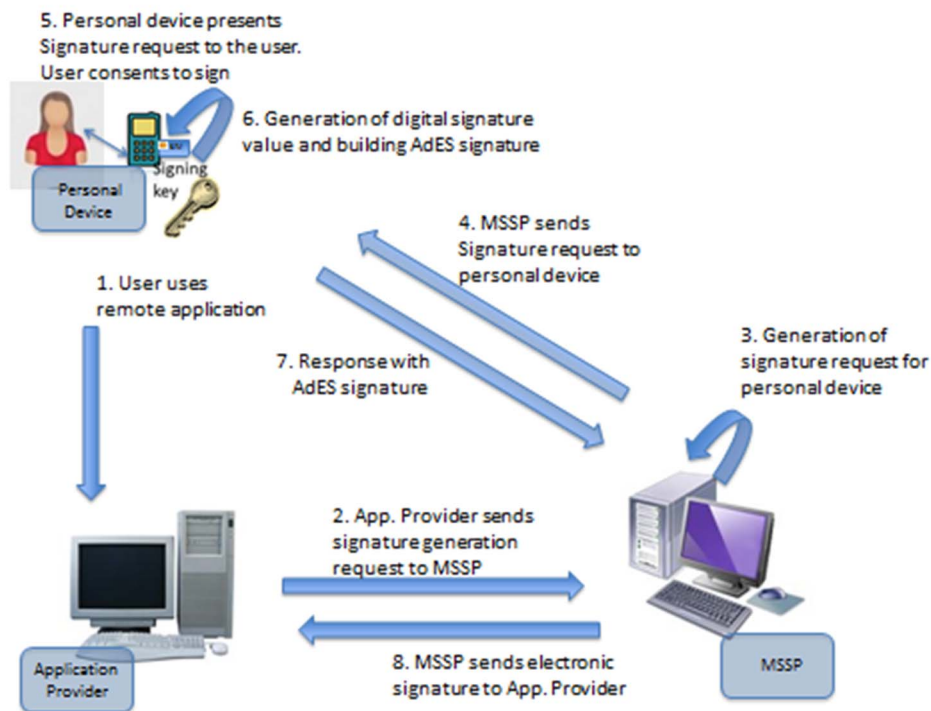 5. Personal device presents
Signature request to the user.
User consents to sign
6. Generation of digital signature
value and building AdES signature
Signing
key
Personal
Device
4. MSSP sends
Signature request to
personal device
1. User uses
remote application
3. Generation of
signature request for
personal device
7. Response with
AdES signature
2. App. Provider sends
signature generation
request to MSSP
Application
Provider
8. MSSP sends electronic
signature to App. Provider
MSSP